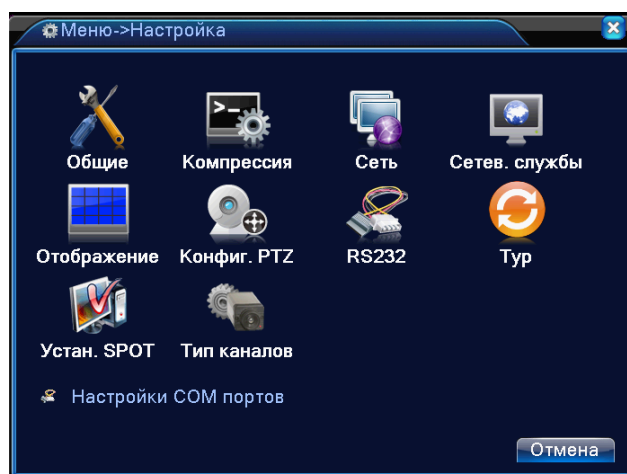 Меню->Настройка
Общие Компрессия Сеть Сетев. службы
Отображение Конфиг. PTZ RS232 Тур
Устан. SPOT Тип каналов
Настройки COM портов
Отмена